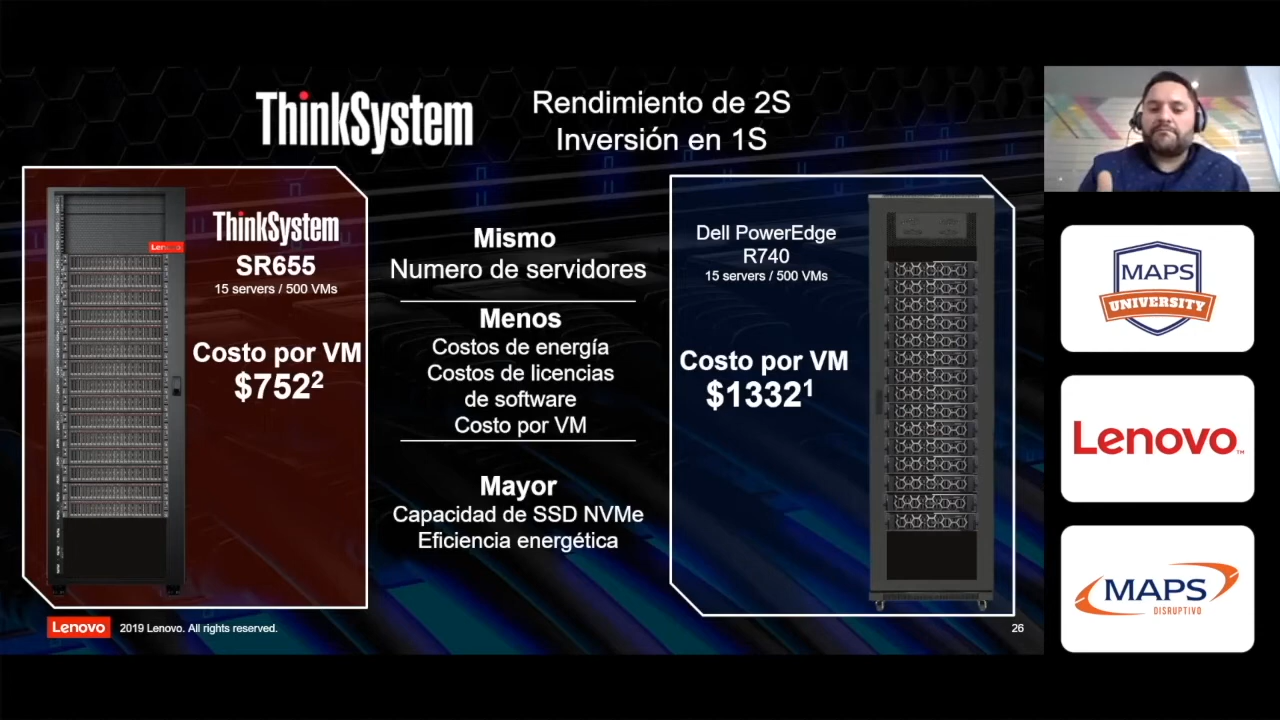 ThinkSystem
Rendimiento de 2S
Inversión en 1S
ThinkSystem
SR655
15 servers / 500 VMs
Costo por VM
$752²
Lenovo
Mismo
Numero de servidores
Menos
Costos de energía
Costos de licencias
de software
Costo por VM
Mayor
Capacidad de SSD NVMe
Eficiencia energética
Dell PowerEdge
R740
15 servers / 500 VMs
Costo por VM
$1332¹
Lenovo
2019 Lenovo. All rights reserved.
26
MAPS
UNIVERSITY
Lenovo™
MAPS
DISRUPTIVO